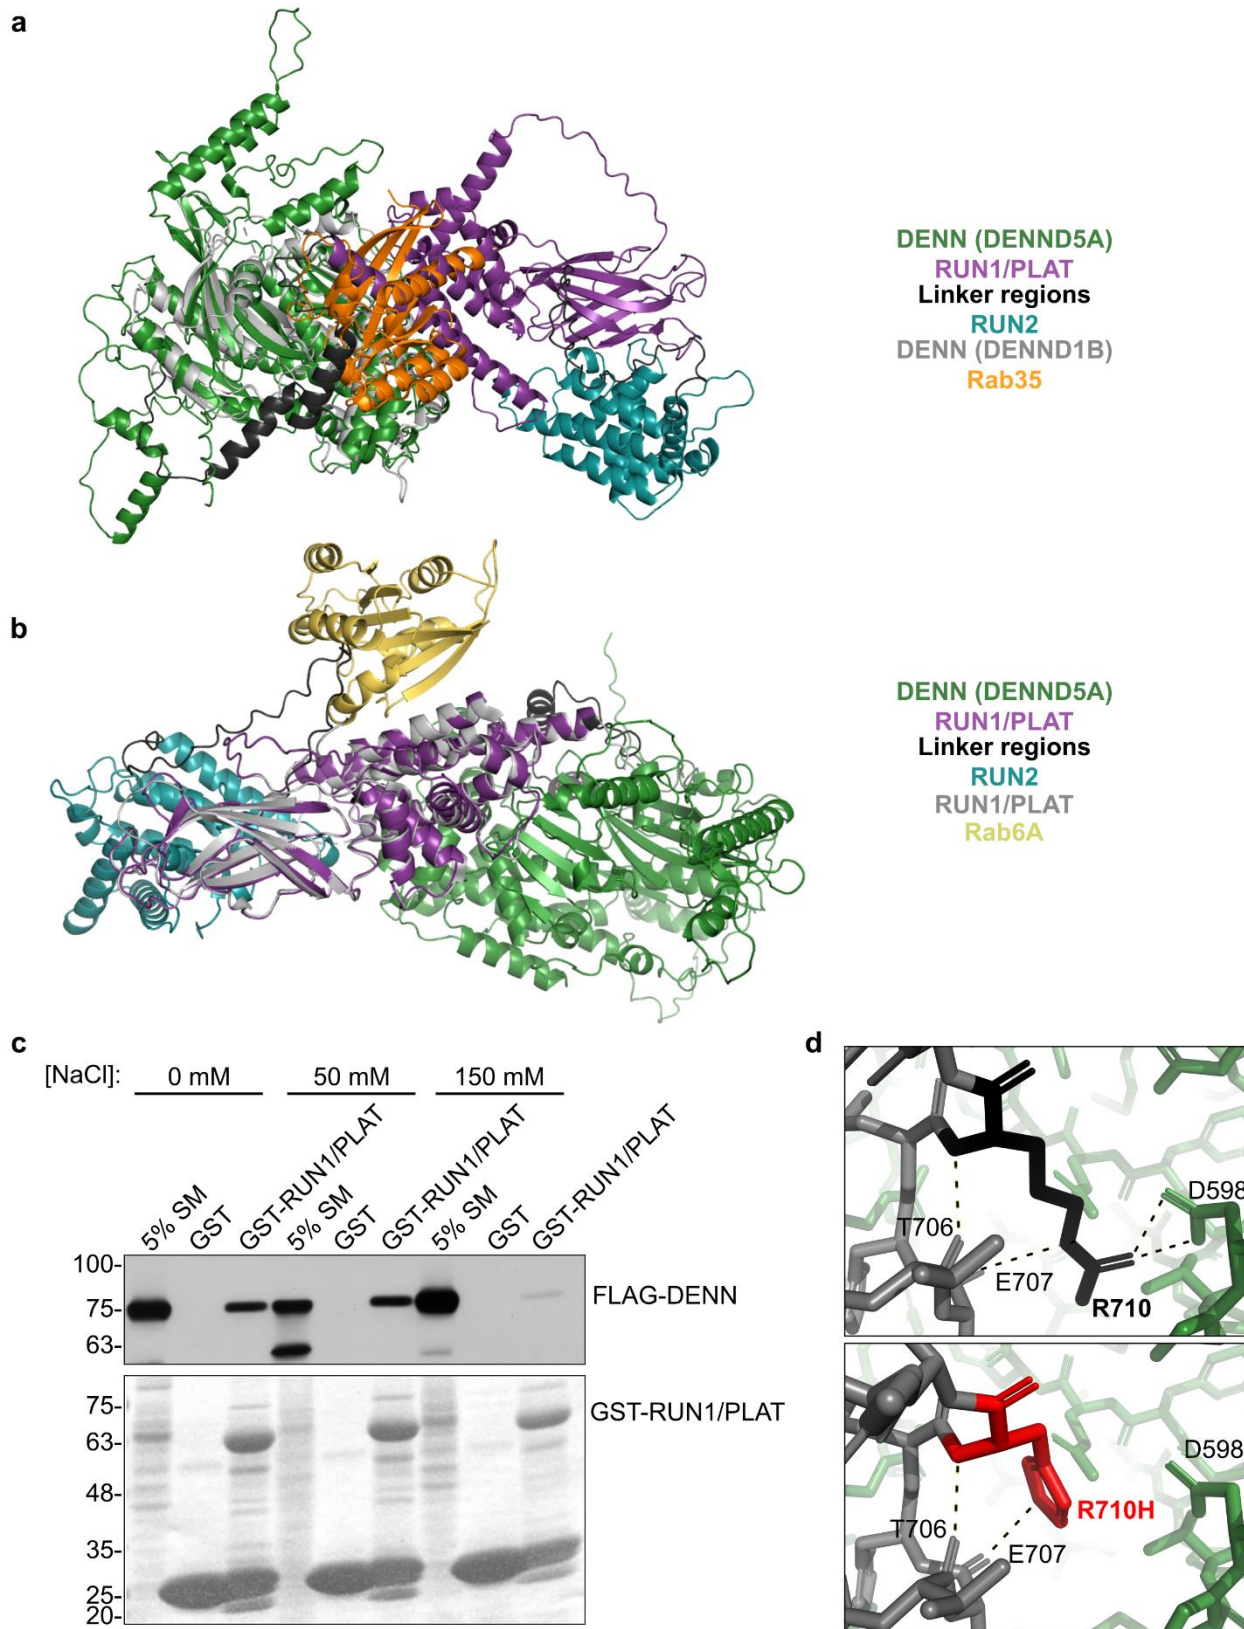 a
DENN (DENND5A)
RUN1/PLAT
Linker regions
RUN2
DENN (DENND1B)
Rab35
b
DENN (DENND5A)
RUN1/PLAT
Linker regions
RUN2
RUN1/PLAT
Rab6A
c
[NaCl]: 0 mM 50 mM 150 mM
5% SM GST GST-RUN1/PLAT 5% SM GST GST-RUN1/PLAT 5% SM GST GST-RUN1/PLAT
100-
75-
63-
FLAG-DENN
75-
63-
48-
35-
25-
20-
GST-RUN1/PLAT
d
D598
T706
E707
R710
D598
T706
E707
R710H